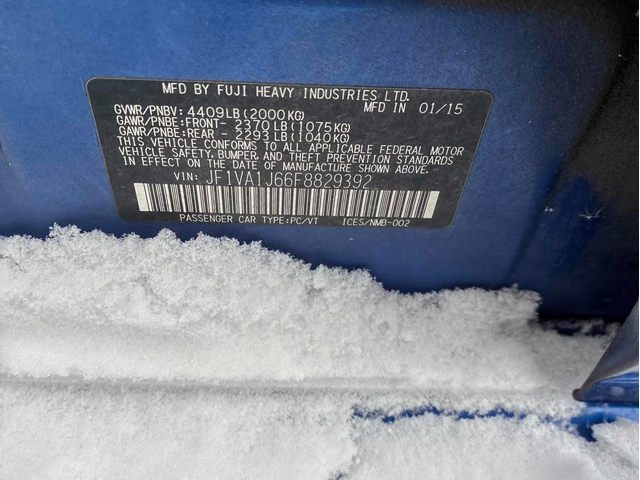 MFD BY FUJI HEAVY INDUSTRIES LTD.
GVWR/PNBV: 4409LB(2000KG) MFD IN 01/15
GAWR/PNBE:FRONT- 2370LB(1075KG)
GAWR/PNBE:REAR - 2293LB(1040KG)
THIS VEHICLE CONFORMS TO ALL APPLICABLE FEDERAL MOTOR
VEHICLE SAFETY, BUMPER, AND THEFT PREVENTION STANDARDS
IN EFFECT ON THE DATE OF MANUFACTURE SHOWN ABOVE.
VIN: JF1VA1J66F8829392
PASSENGER CAR TYPE:PC/VT ICES/NMB-002